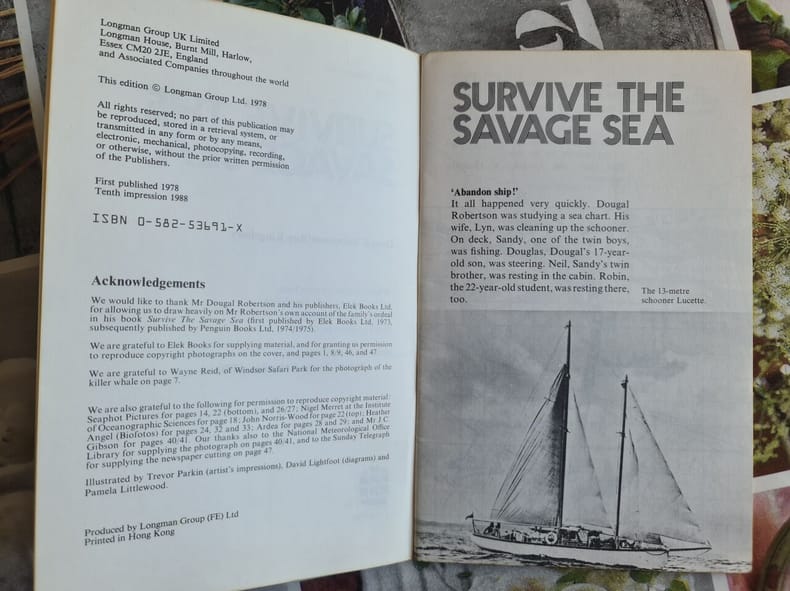 Longman Group UK Limited
Longman House, Burnt Mill, Harlow,
Essex CM20 2JE, England
and Associated Companies throughout the world
This edition © Longman Group Ltd. 1978
All rights reserved; no part of this publication may
be reproduced, stored in a retrieval system, or
transmitted in any form or by any means,
electronic, mechanical, photocopying, recording,
or otherwise, without the prior written permission
of the Publishers.
First published 1978
Tenth impression 1988
ISBN 0-582-53691-X
Acknowledgements
We would like to thank Mr Dougal Robertson and his publishers, Elek Books Ltd.
for allowing us to draw heavily on Mr Robertson's own account of the family's ordeal
in his book Survive The Savage Sea (first published by Elek Books Ltd. 1973,
subsequently published by Penguin Books Ltd, 1974/1975).
We are grateful to Elek Books for supplying material, and for granting us permission
to reproduce copyright photographs on the cover, and pages 1, 8/9, 46, and 47
We are grateful to Wayne Reid, of Windsor Safari Park for the photograph of the
killer whale on page 7.
We are also grateful to the following for permission to reproduce copyright material:
Seaphot Pictures for pages 14, 22 (bottom), and 26/27; Nigel Merret at the Institute
of Oceanographic Sciences for page 18; John Norris-Wood for page 22 (top); Heather
Angel (Biofotos) for pages 24, 32 and 33; Ardea for pages 28 and 29; and Mr J.C.
Gibson for pages 40/41. Our thanks also to the National Meteorological Office
Library for supplying the photograph on pages 40/41, and to the Sunday Telegraph
for supplying the newspaper cutting on page 47.
Illustrated by Trevor Parkin (artist's impressions), David Lightfoot (diagrams) and
Pamela Littlewood.
Produced by Longman Group (FE) Ltd
Printed in Hong Kong
SURVIVE THE
SAVAGE SEA
'Abandon ship!'
It all happened very quickly. Dougal
Robertson was studying a sea chart. His
wife, Lyn, was cleaning up the schooner.
On deck, Sandy, one of the twin boys,
was fishing. Douglas, Dougal's 17-year-
old son, was steering. Neil, Sandy's twin
brother, was resting in the cabin. Robin,
the 22-year-old student, was resting there,
too.
The 13-metre
schooner Lucette.